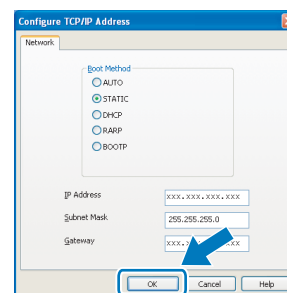 Configure TCP/IP Address
Network
Boot Method
AUTO
STATIC
DHCP
RARP
BOOTP
IP Address xxx.xxx.xxx.xxx
Subnet Mask 255.255.255.0
Gateway
OK Cancel Help